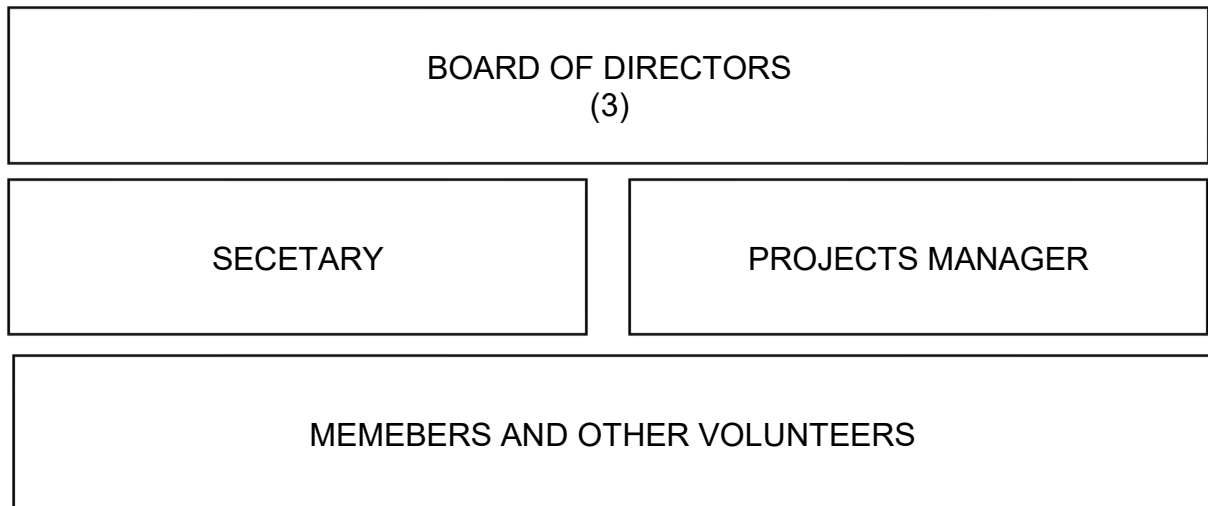 BOARD OF DIRECTORS
(3)
SECETARY
PROJECTS MANAGER
MEMEBERS AND OTHER VOLUNTEERS